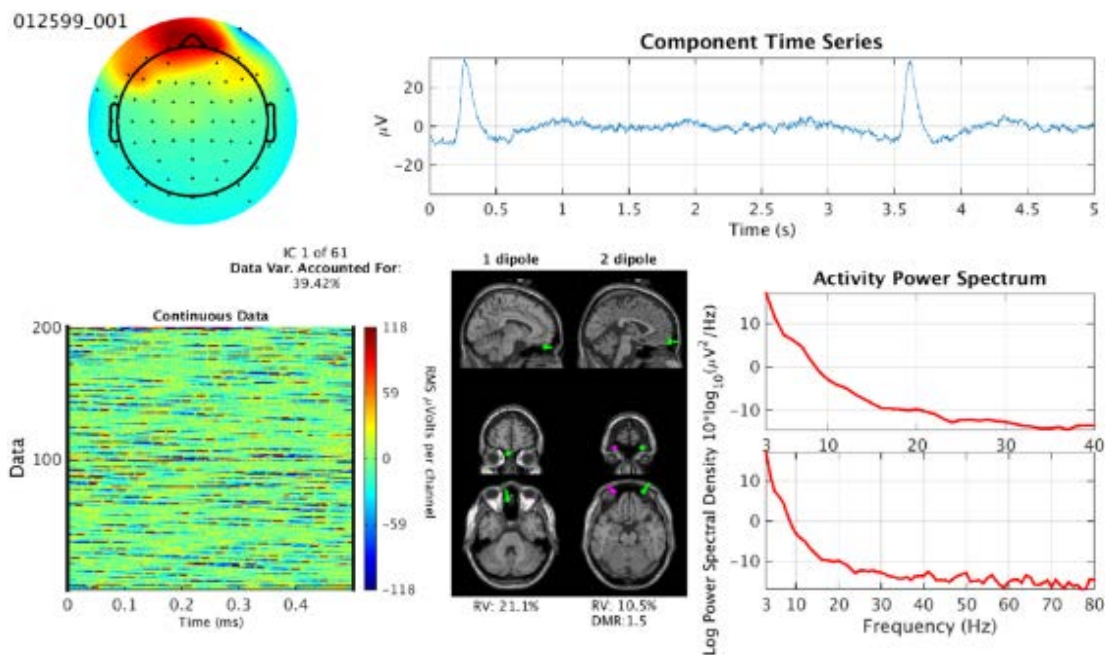 012599_001
Component Time Series
μV
20
0
-20
0 0.5 1 1.5 2 2.5 3 3.5 4 4.5 5
Time (s)
IC 1 of 61
Data Var. Accounted For:
39.42%
Continuous Data
Data
200
100
0 0.1 0.2 0.3 0.4
Time (ms)
118
59
0
-59
-118
RMS μVolts per channel
1 dipole 2 dipole
RV: 21.1% RV: 10.5%
DMR:1.5
Activity Power Spectrum
Log Power Spectral Density 10*log10(μV2/Hz)
10
0
-10
3 10 20 30 40
10
0
-10
3 10 20 30 40 50 60 70 80
Frequency (Hz)